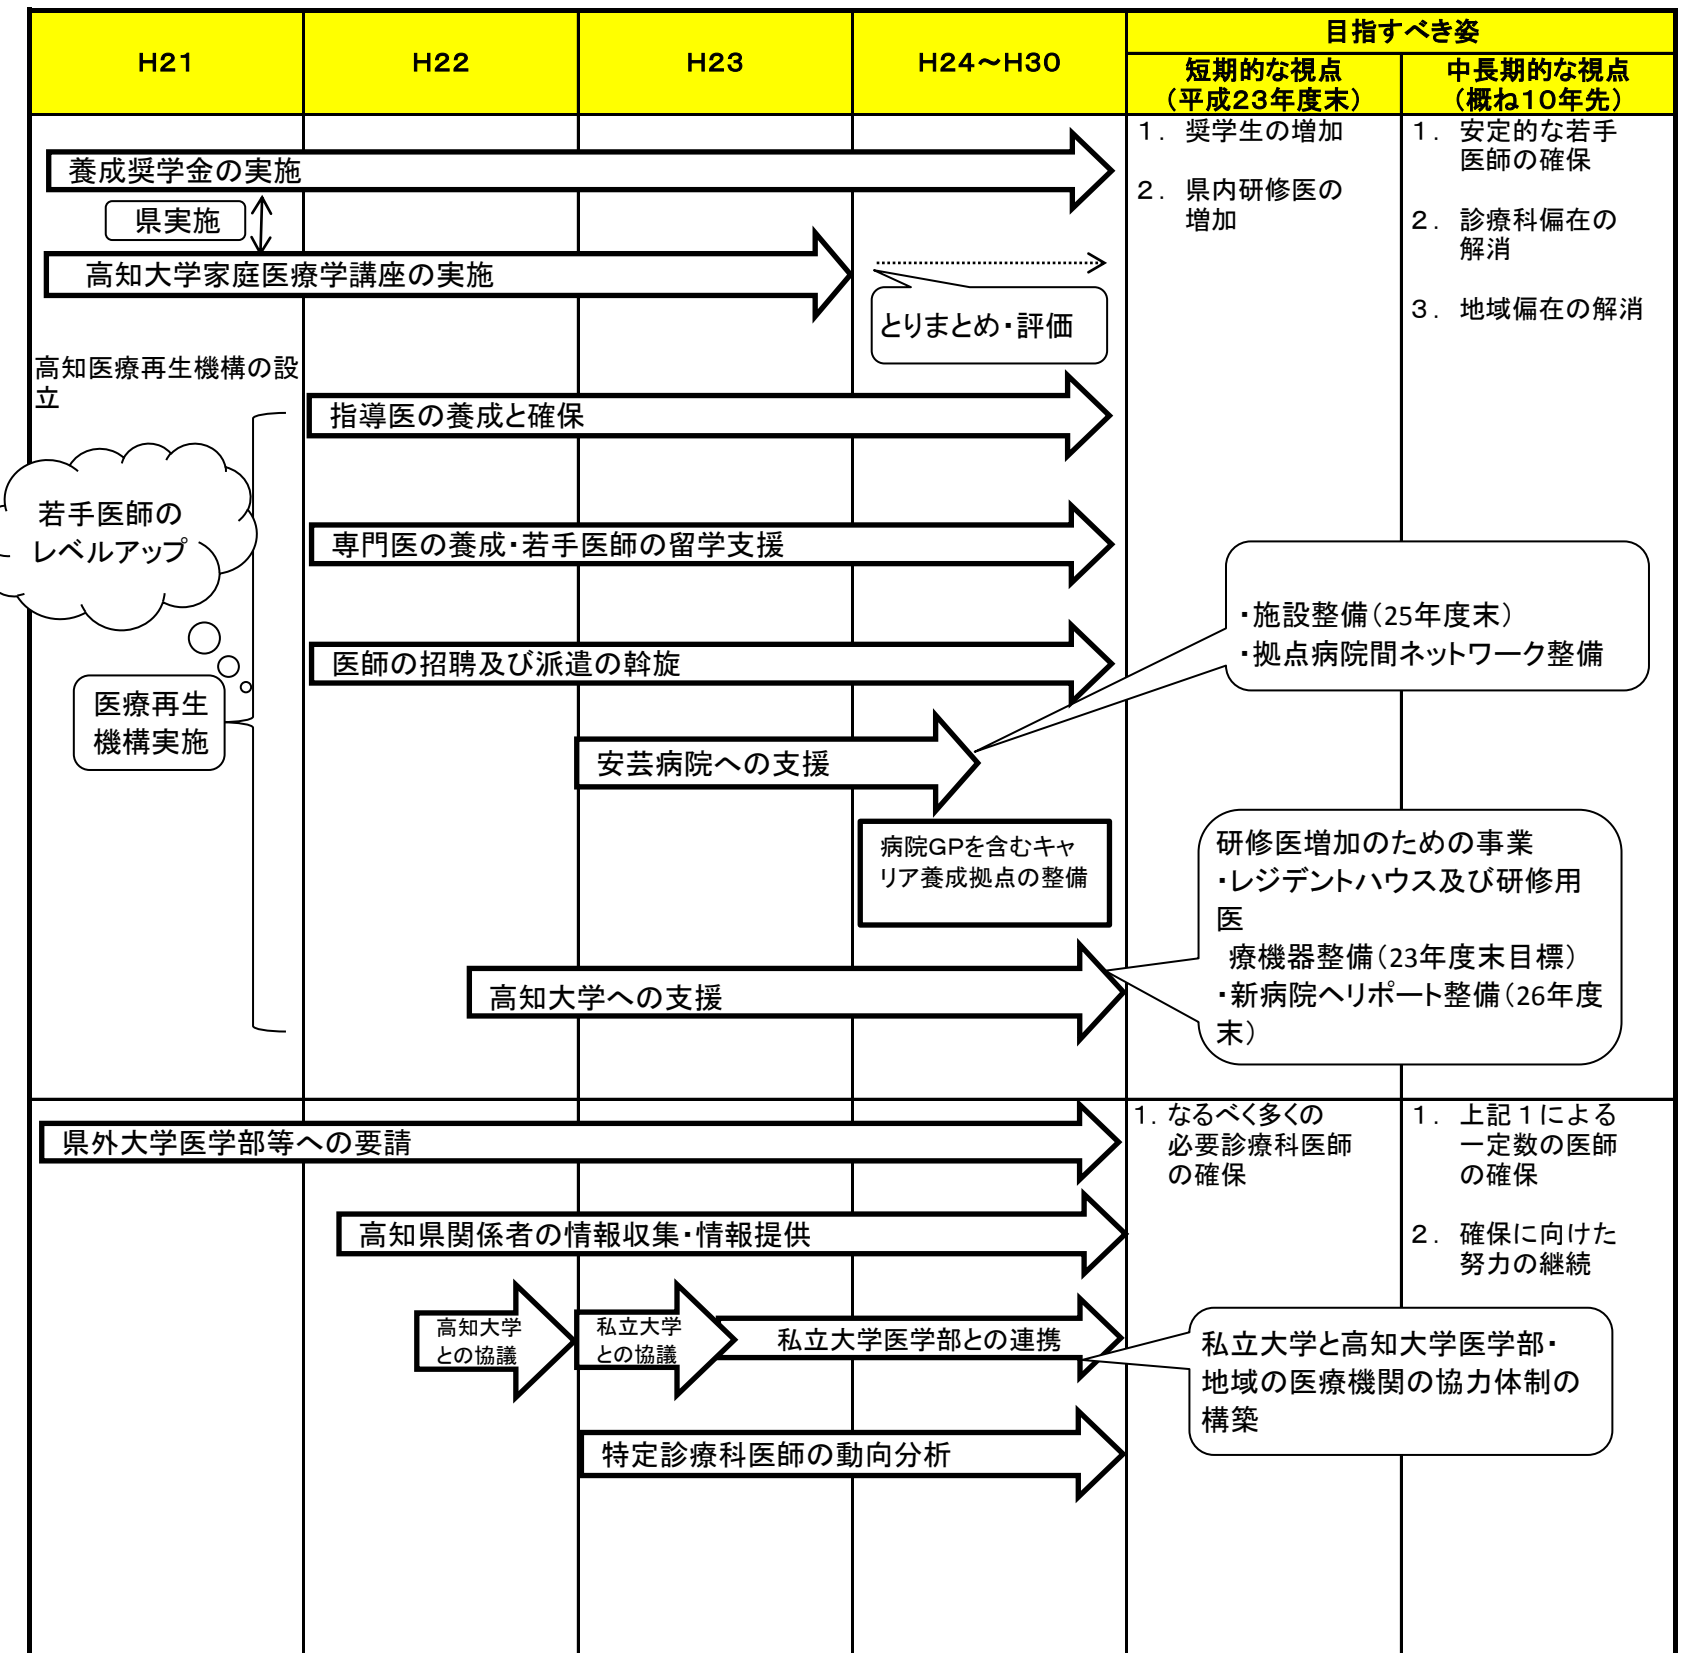 H21
H22
H23
H24～H30
目指すべき姿
短期的な視点
（平成23年度末）
中長期的な視点
（概ね10年先）
養成奨学金の実施
県実施
高知大学家庭医療学講座の実施
とりまとめ・評価
1. 奨学生の増加
2. 県内研修医の
増加
1. 安定的な若手
医師の確保
2. 診療科偏在の
解消
3. 地域偏在の解消
高知医療再生機構の設
立
指導医の養成と確保
若手医師の
レベルアップ
専門医の養成・若手医師の留学支援
医師の招聘及び派遣の斡旋
医療再生
機構実施
・施設整備（25年度末）
・拠点病院間ネットワーク整備
安芸病院への支援
病院GPを含むキャ
リア養成拠点の整備
高知大学への支援
研修医増加のための事業
・レジデントハウス及び研修用
医
療機器整備（23年度末目標）
・新病院ヘリポート整備（26年度
末）
県外大学医学部等への要請
1. なるべく多くの
必要診療科医師
の確保
1. 上記１による
一定数の医師
の確保
2. 確保に向けた
努力の継続
高知県関係者の情報収集・情報提供
高知大学
との協議
私立大学
との協議
私立大学医学部との連携
私立大学と高知大学医学部・
地域の医療機関の協力体制の
構築
特定診療科医師の動向分析